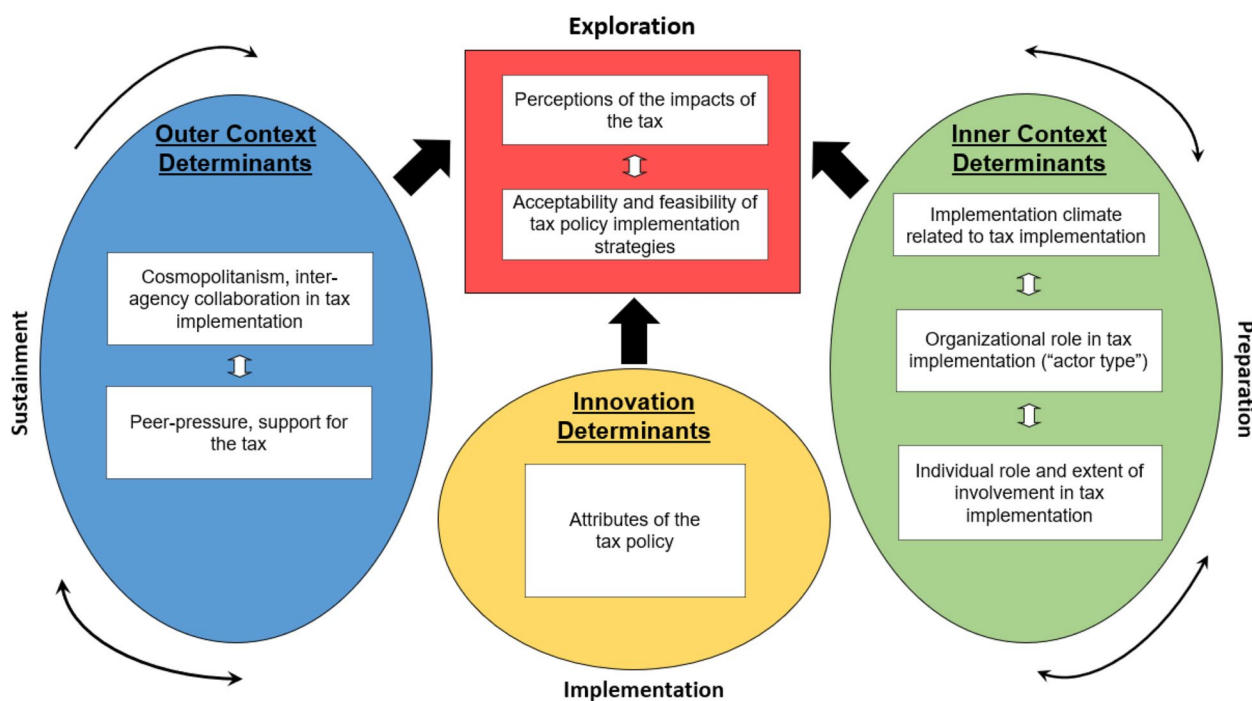 Exploration
Perceptions of the impacts of
the tax
Acceptability and feasibility of
tax policy implementation
strategies
Outer Context
Determinants
Cosmopolitanism, inter-
agency collaboration in tax
implementation
Peer-pressure, support for
the tax
Sustainment
Innovation
Determinants
Attributes of the
tax policy
Implementation
Inner Context
Determinants
Implementation climate
related to tax implementation
Organizational role in tax
implementation (“actor type”)
Individual role and extent of
involvement in tax
implementation
Preparation